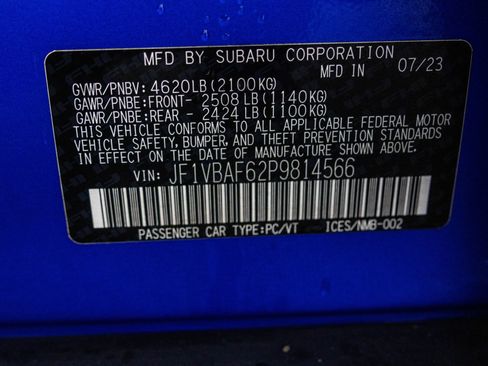 MFD BY SUBARU CORPORATION
MFD IN 07/23
GVWR/PNBV: 4620LB (2100KG)
GAWR/PNBE:FRONT- 2508 LB (1140KG)
GAWR/PNBE:REAR - 2424 LB (1100KG)
THIS VEHICLE CONFORMS TO ALL APPLICABLE FEDERAL MOTOR
VEHICLE SAFETY, BUMPER, AND THEFT PREVENTION STANDARDS
IN EFFECT ON THE DATE OF MANUFACTURE SHOWN ABOVE.
VIN: JF1VBAF62P9814566
PASSENGER CAR TYPE:PC/VT ICES/NMB-002